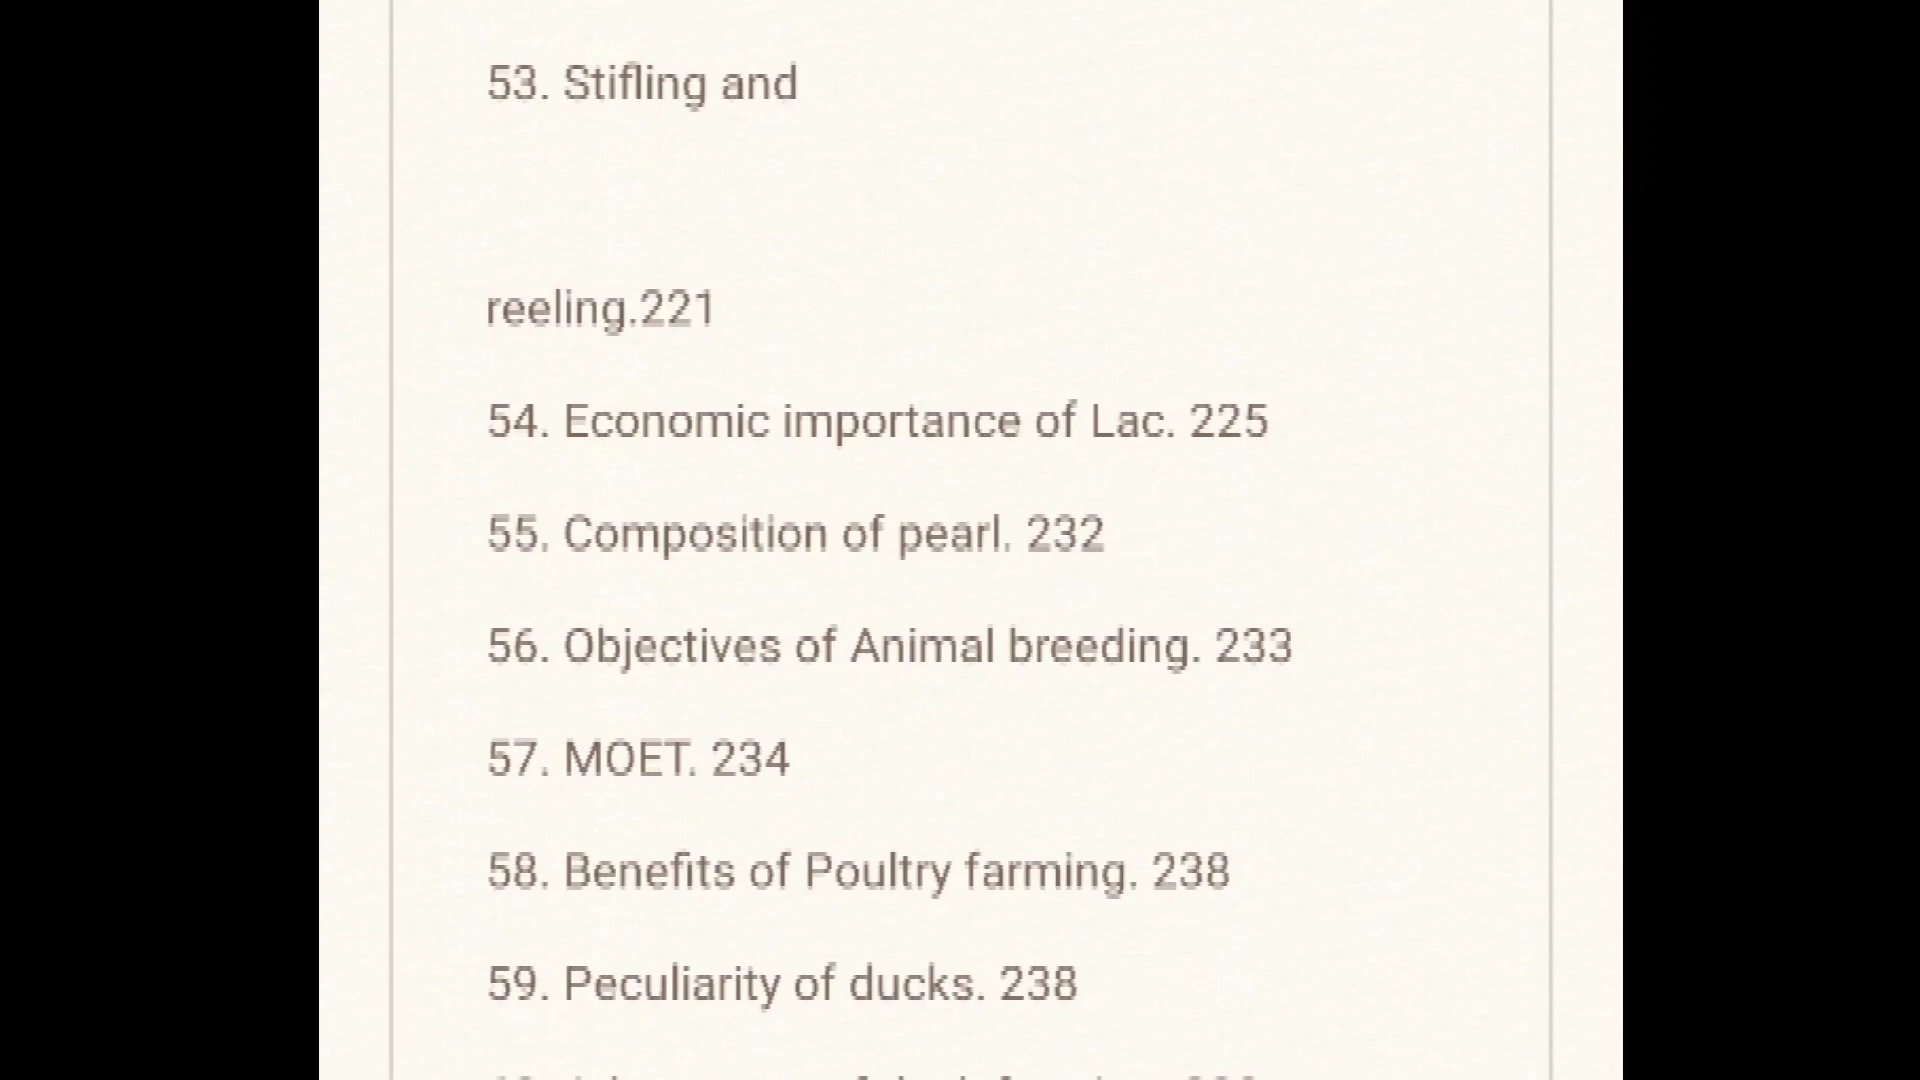 53. Stifling and
reeling.221
54. Economic importance of Lac. 225
55. Composition of pearl. 232
56. Objectives of Animal breeding. 233
57. MOET. 234
58. Benefits of Poultry farming. 238
59. Peculiarity of ducks. 238